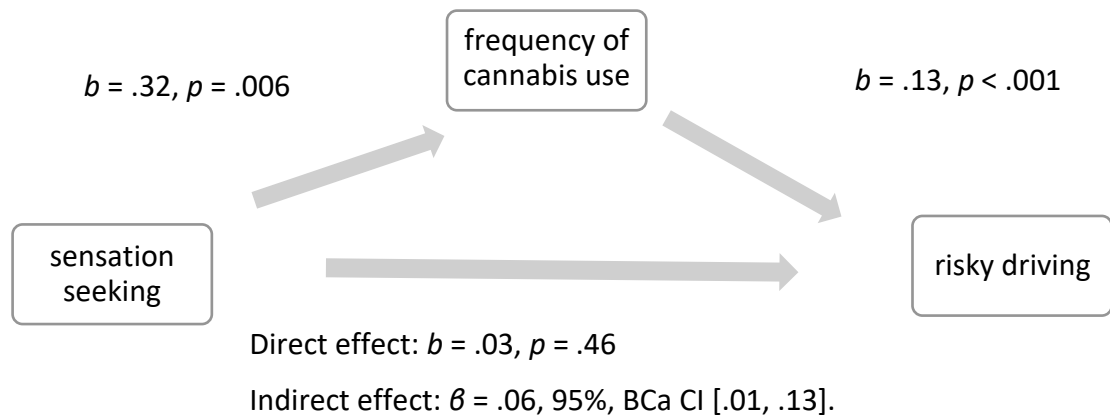 frequency of
cannabis use
b = .32, p = .006
b = .13, p < .001
sensation
seeking
risky driving
Direct effect: b = .03, p = .46
Indirect effect: β = .06, 95%, BCa CI [.01, .13].